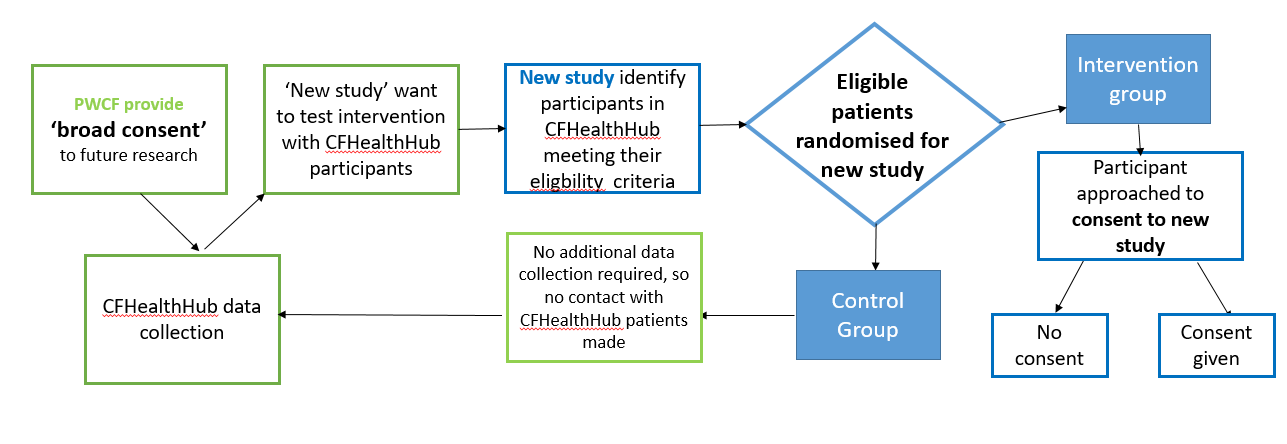 PWCF provide
‘broad consent’
to future research
‘New study’ want
to test intervention
with CFHealthHub
participants
New study identify
participants in
CFHealthHub
meeting their
eligbility criteria
Eligible
patients
randomised for
new study
Intervention
group
Participant
approached to
consent to new
study
No
consent
Consent
given
Control
Group
No additional data
collection required, so
no contact with
CFHealthHub patients
made
CFHealthHub data
collection